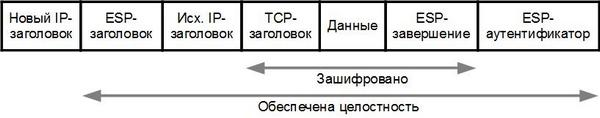 Новый IP-
заголовок
ESP-
заголовок
Исх. IP-
заголовок
TCP-
заголовок
Данные
ESP-
завершение
ESP-
аутентификатор
Зашифровано
Обеспечена целостность